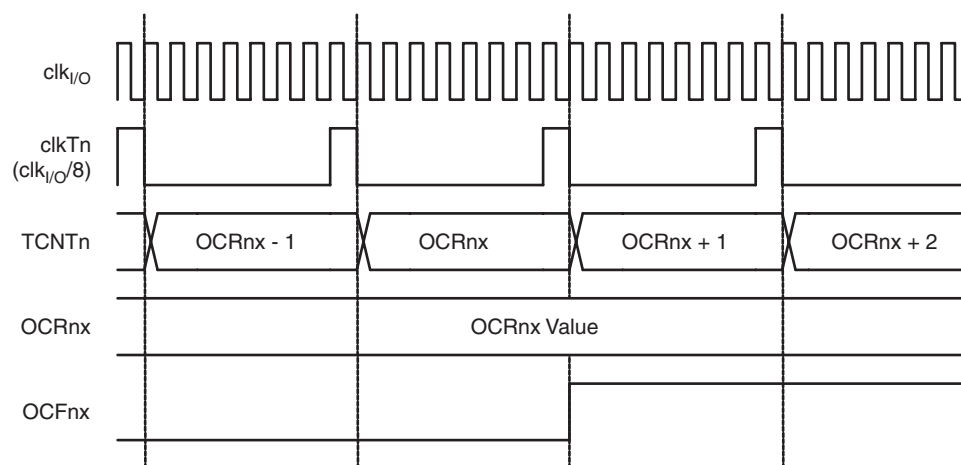 clkI/O
clkTn
(clkI/O/8)
TCNTn
OCRnx - 1
OCRnx
OCRnx + 1
OCRnx + 2
OCRnx
OCRnx Value
OCFnx